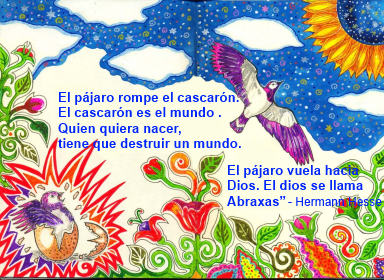 El pájaro rompe el cascarón.
El cascarón es el mundo .
Quien quiera nacer,
tiene que destruir un mundo.
El pájaro vuela hacia
Dios. El dios se llama
Abraxas” - Hermann Hesse